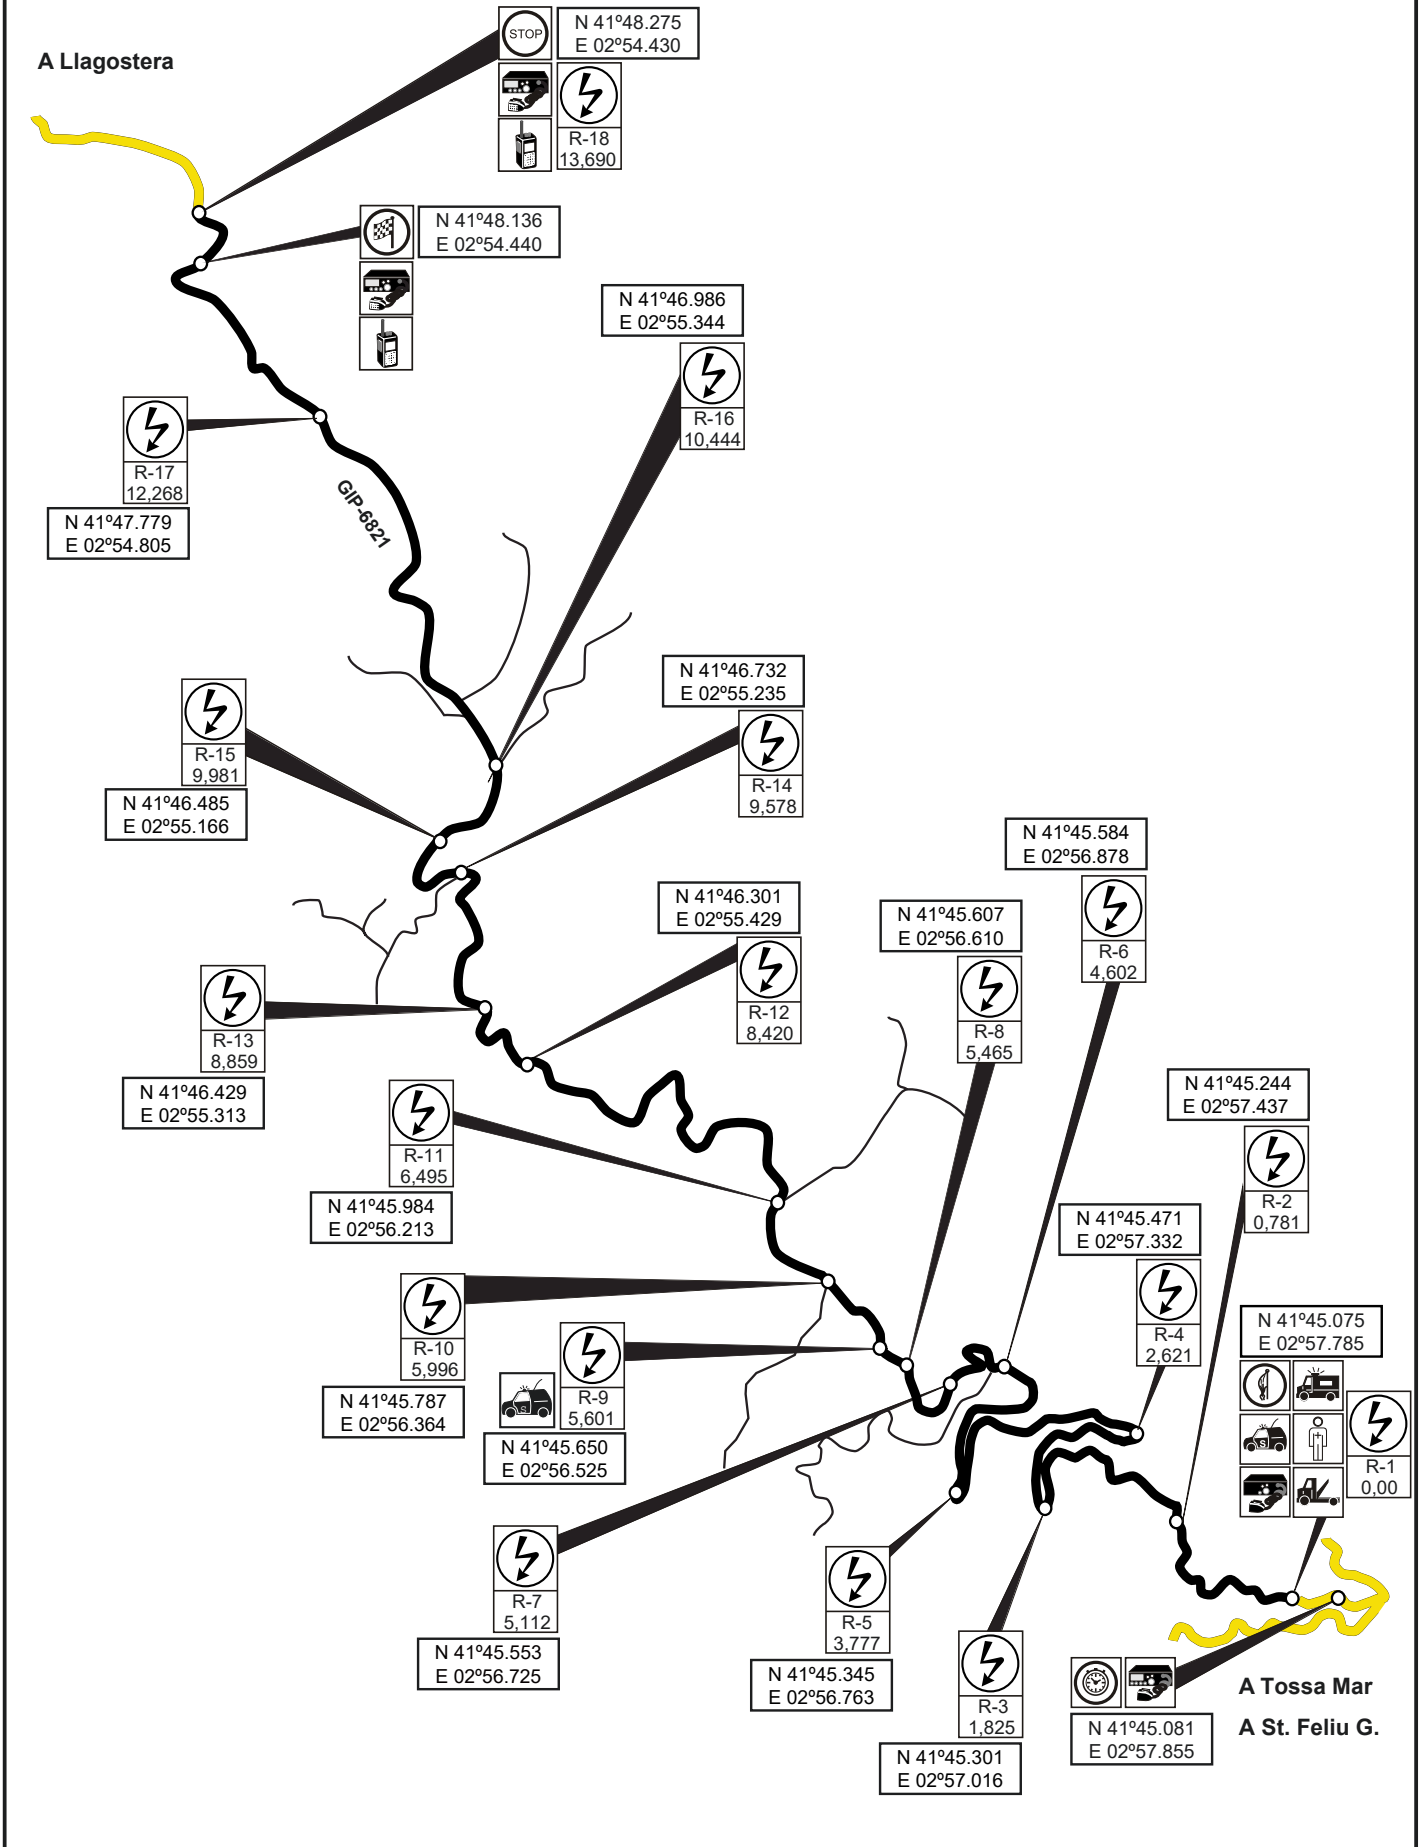 A Llagostera
STOP
N 41º48.275
E 02º54.430
R-18
13,690
N 41º48.136
E 02º54.440
N 41º46.986
E 02º55.344
R-16
10,444
R-17
12,268
N 41º47.779
E 02º54.805
GIP-6821
N 41º46.732
E 02º55.235
R-14
9,578
R-15
9,981
N 41º46.485
E 02º55.166
N 41º45.584
E 02º56.878
R-6
4,602
N 41º46.301
E 02º55.429
R-12
8,420
N 41º45.607
E 02º56.610
R-8
5,465
R-13
8,859
N 41º46.429
E 02º55.313
N 41º45.244
E 02º57.437
R-2
0,781
R-11
6,495
N 41º45.984
E 02º56.213
N 41º45.471
E 02º57.332
R-4
2,621
R-10
5,996
N 41º45.787
E 02º56.364
S
R-9
5,601
N 41º45.650
E 02º56.525
N 41º45.075
E 02º57.785
S
R-1
0,00
R-7
5,112
N 41º45.553
E 02º56.725
R-5
3,777
N 41º45.345
E 02º56.763
R-3
1,825
N 41º45.301
E 02º57.016
N 41º45.081
E 02º57.855
A Tossa Mar
A St. Feliu G.